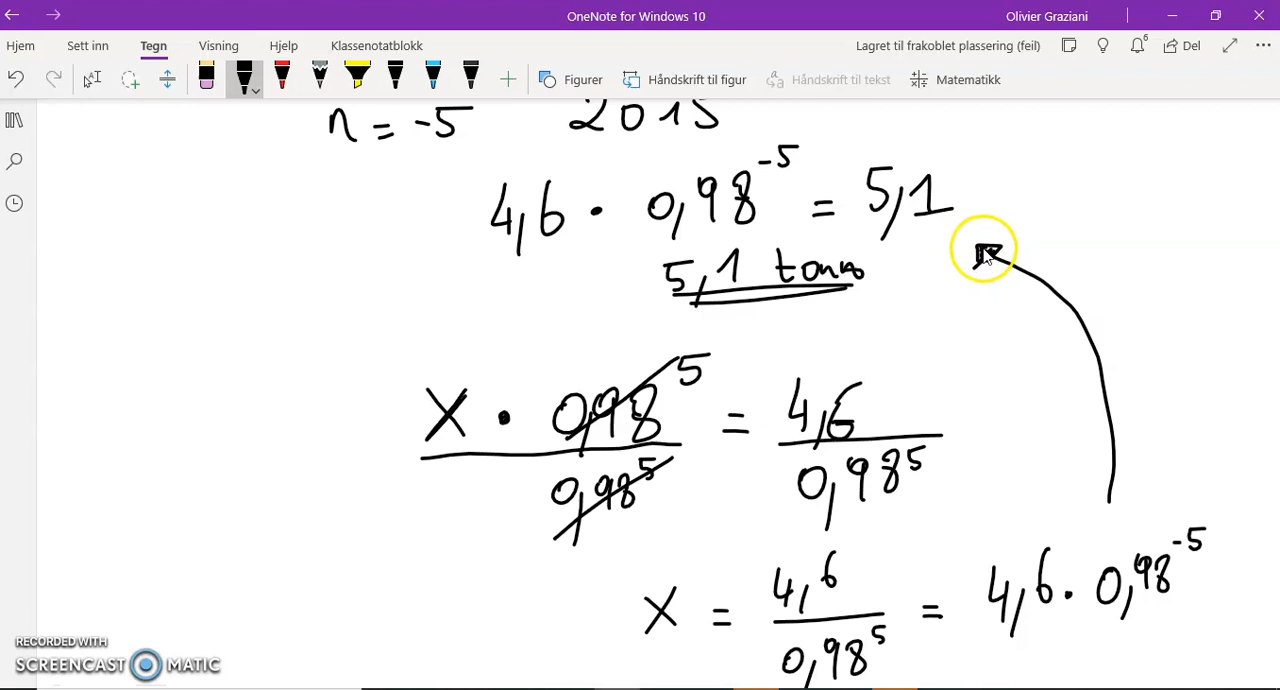 OneNote for Windows 10
Olivier Graziani
Hjem Sett inn Tegn Visning Hjelp Klassenotatblokk
Lagret til frakoblet plassering (feil)
6
Del
Figurer Håndskrift til figur Håndskrift til tekst Matematikk
n = -5 2015
4,6 · 0,98^-5 = 5,1
5,1 tonn
x · 0,98^5 / 0,98^5 = 4,6 / 0,98^5
x = 4,6 / 0,98^5 = 4,6 · 0,98^-5
RECORDED WITH
SCREENCAST MATIC